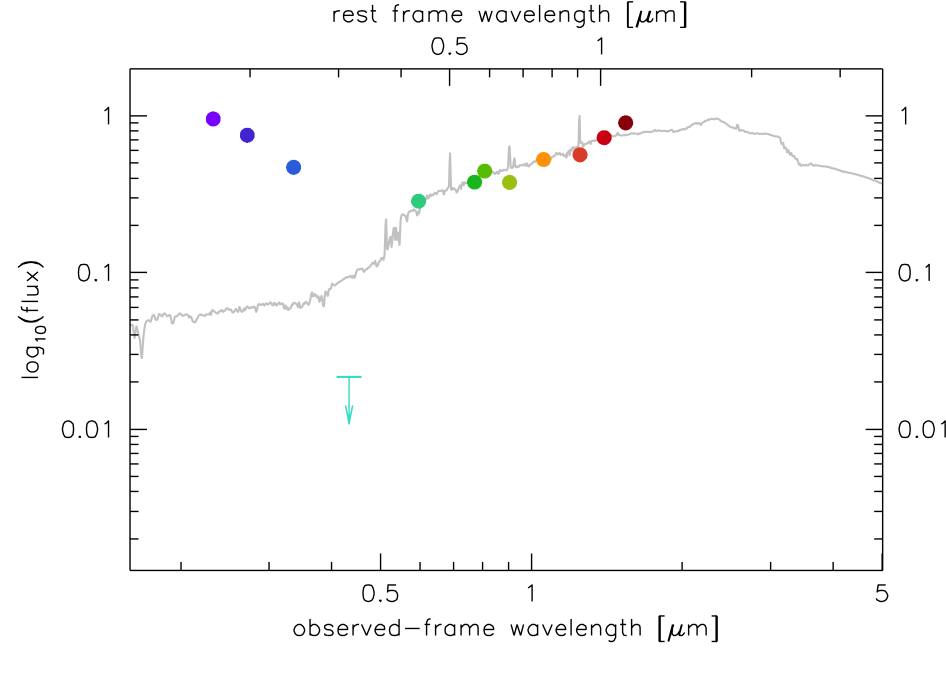 rest frame wavelength [μm]
0.5 1
1 1
0.1 0.1
0.01 0.01
log10(flux)
0.5 1 5
observed-frame wavelength [μm]